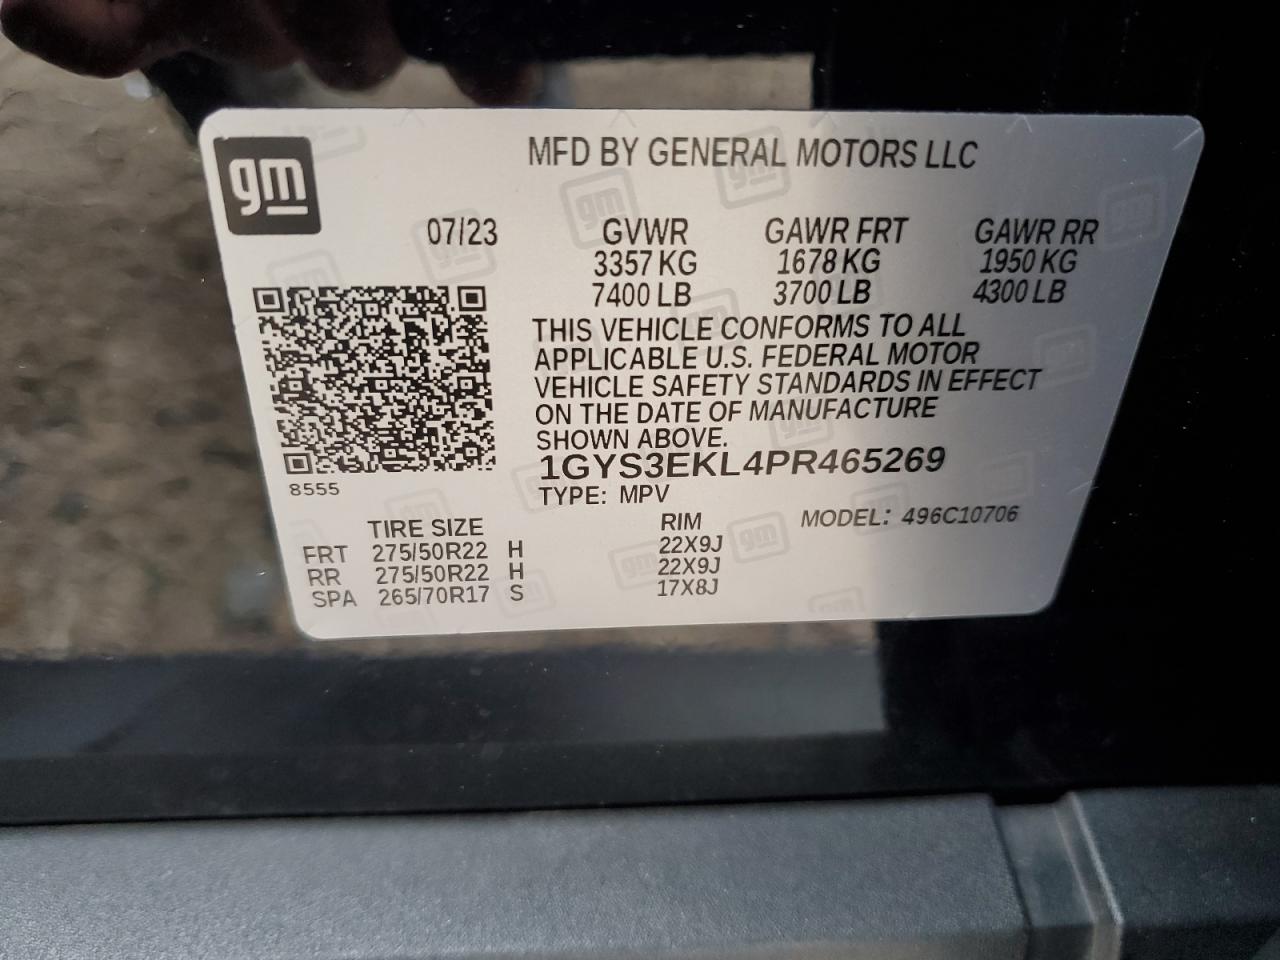 gm
MFD BY GENERAL MOTORS LLC
07/23 GVWR GAWR FRT GAWR RR
3357 KG 1678 KG 1950 KG
7400 LB 3700 LB 4300 LB
THIS VEHICLE CONFORMS TO ALL
APPLICABLE U.S. FEDERAL MOTOR
VEHICLE SAFETY STANDARDS IN EFFECT
ON THE DATE OF MANUFACTURE
SHOWN ABOVE.
1GYS3EKL4PR465269
8555
TYPE: MPV
MODEL: 496C10706
TIRE SIZE RIM
FRT 275/50R22 H 22X9J
RR 275/50R22 H 22X9J
SPA 265/70R17 S 17X8J